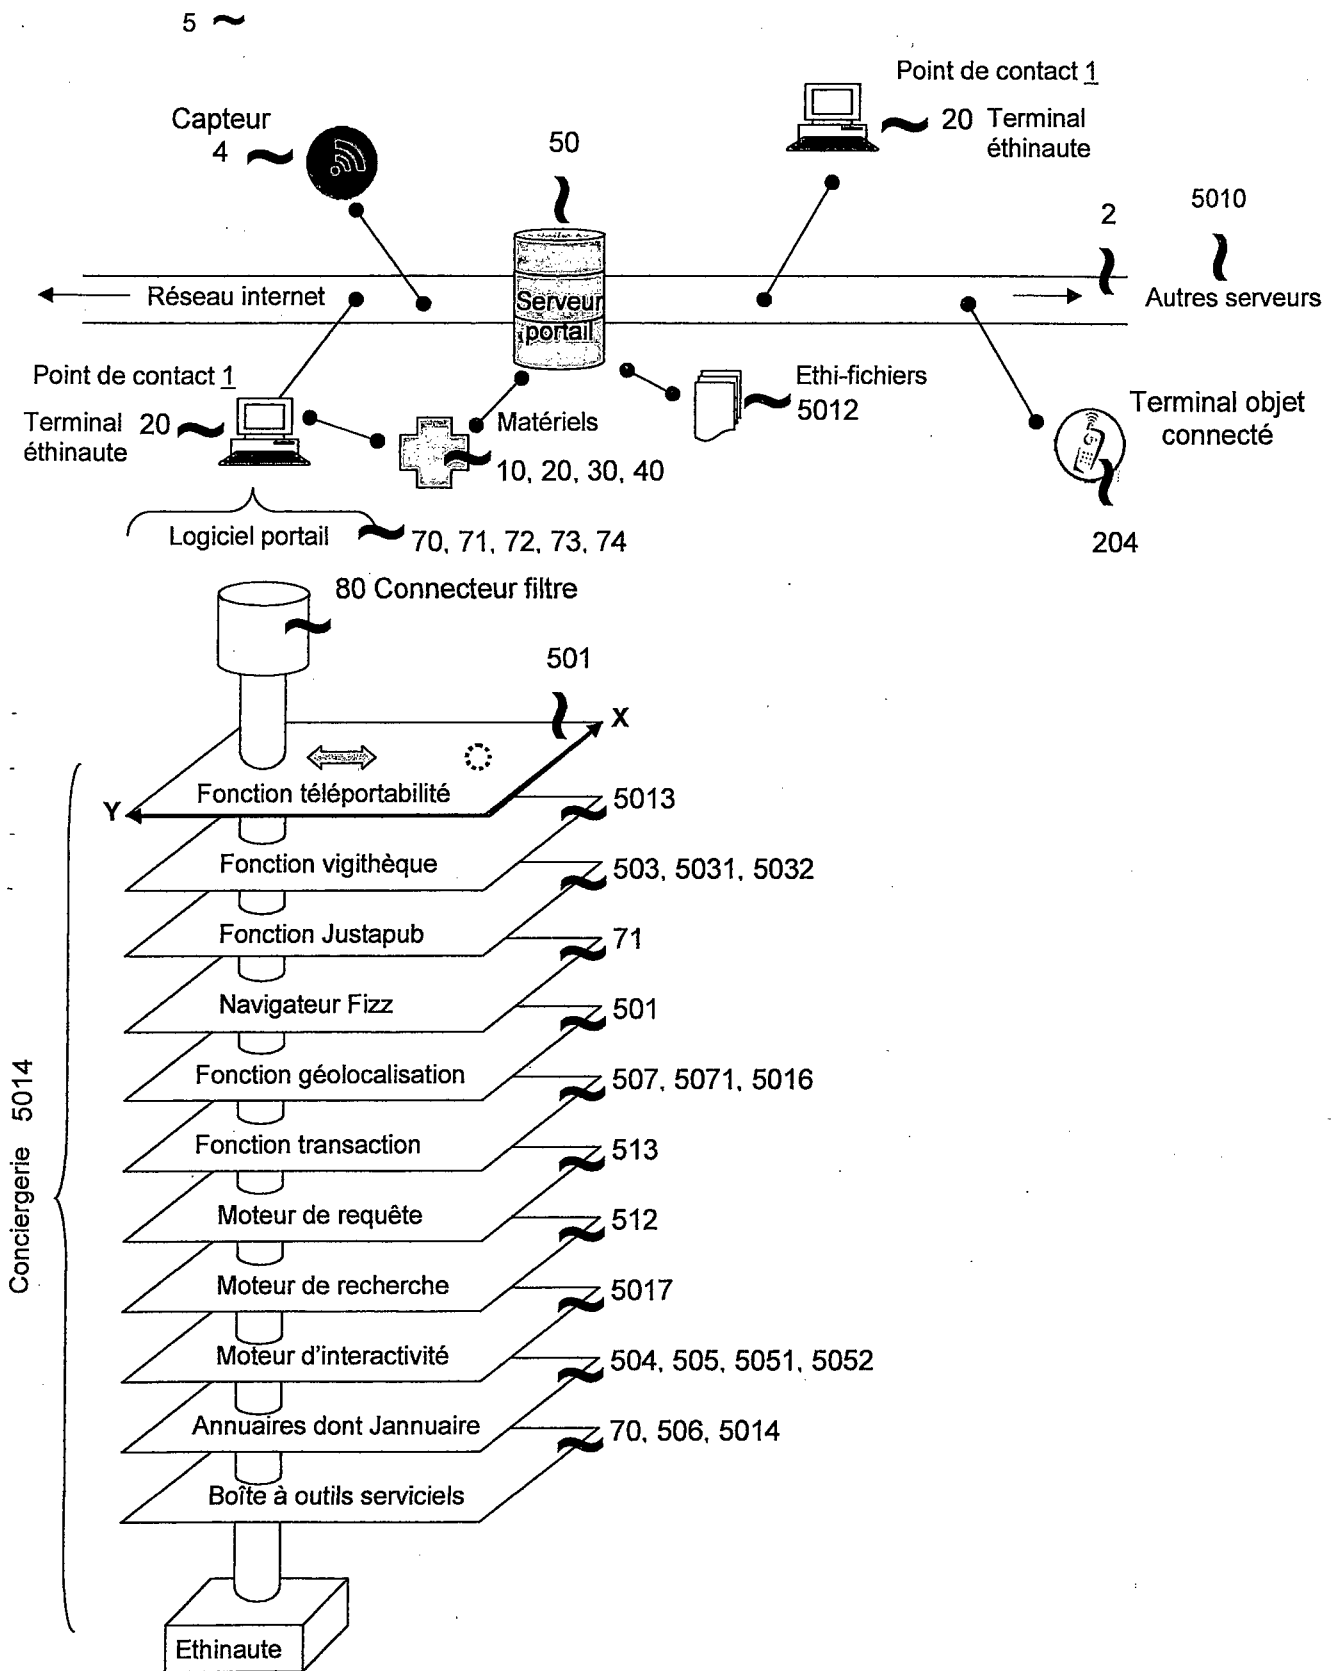 5
Point de contact 1
Capteur
4
50
20 Terminal
éthinaute
2
5010
Réseau internet
Serveur
portail
Autres serveurs
Point de contact 1
Terminal 20
éthinaute
Matériels
10, 20, 30, 40
Ethi-fichiers
5012
Terminal objet
connecté
204
Logiciel portail
70, 71, 72, 73, 74
80 Connecteur filtre
501
X
Y
Fonction téléportabilité
5013
Fonction vigithèque
503, 5031, 5032
Fonction Justapub
71
Navigateur Fizz
501
Fonction géolocalisation
507, 5071, 5016
Fonction transaction
513
Moteur de requête
512
Moteur de recherche
5017
Moteur d'interactivité
504, 505, 5051, 5052
Annuaires dont Jannuaire
70, 506, 5014
Boîte à outils serviciels
Conciergerie 5014
Ethinaute